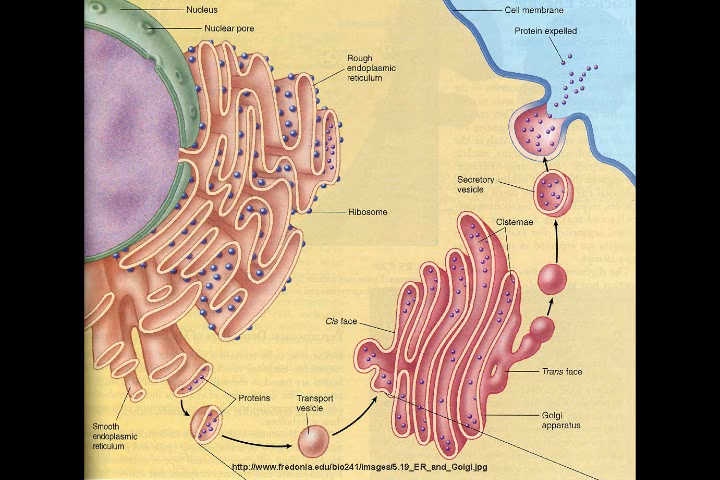 Nucleus
Nuclear pore
Rough
endoplasmic
reticulum
Ribosome
Cell membrane
Protein expelled
Secretory
vesicle
Cisternae
Cis face
Trans face
Golgi
apparatus
Proteins
Transport
vesicle
Smooth
endoplasmic
reticulum
http://www.fredonia.edu/bio241/images/5.19_ER_and_Golgi.jpg